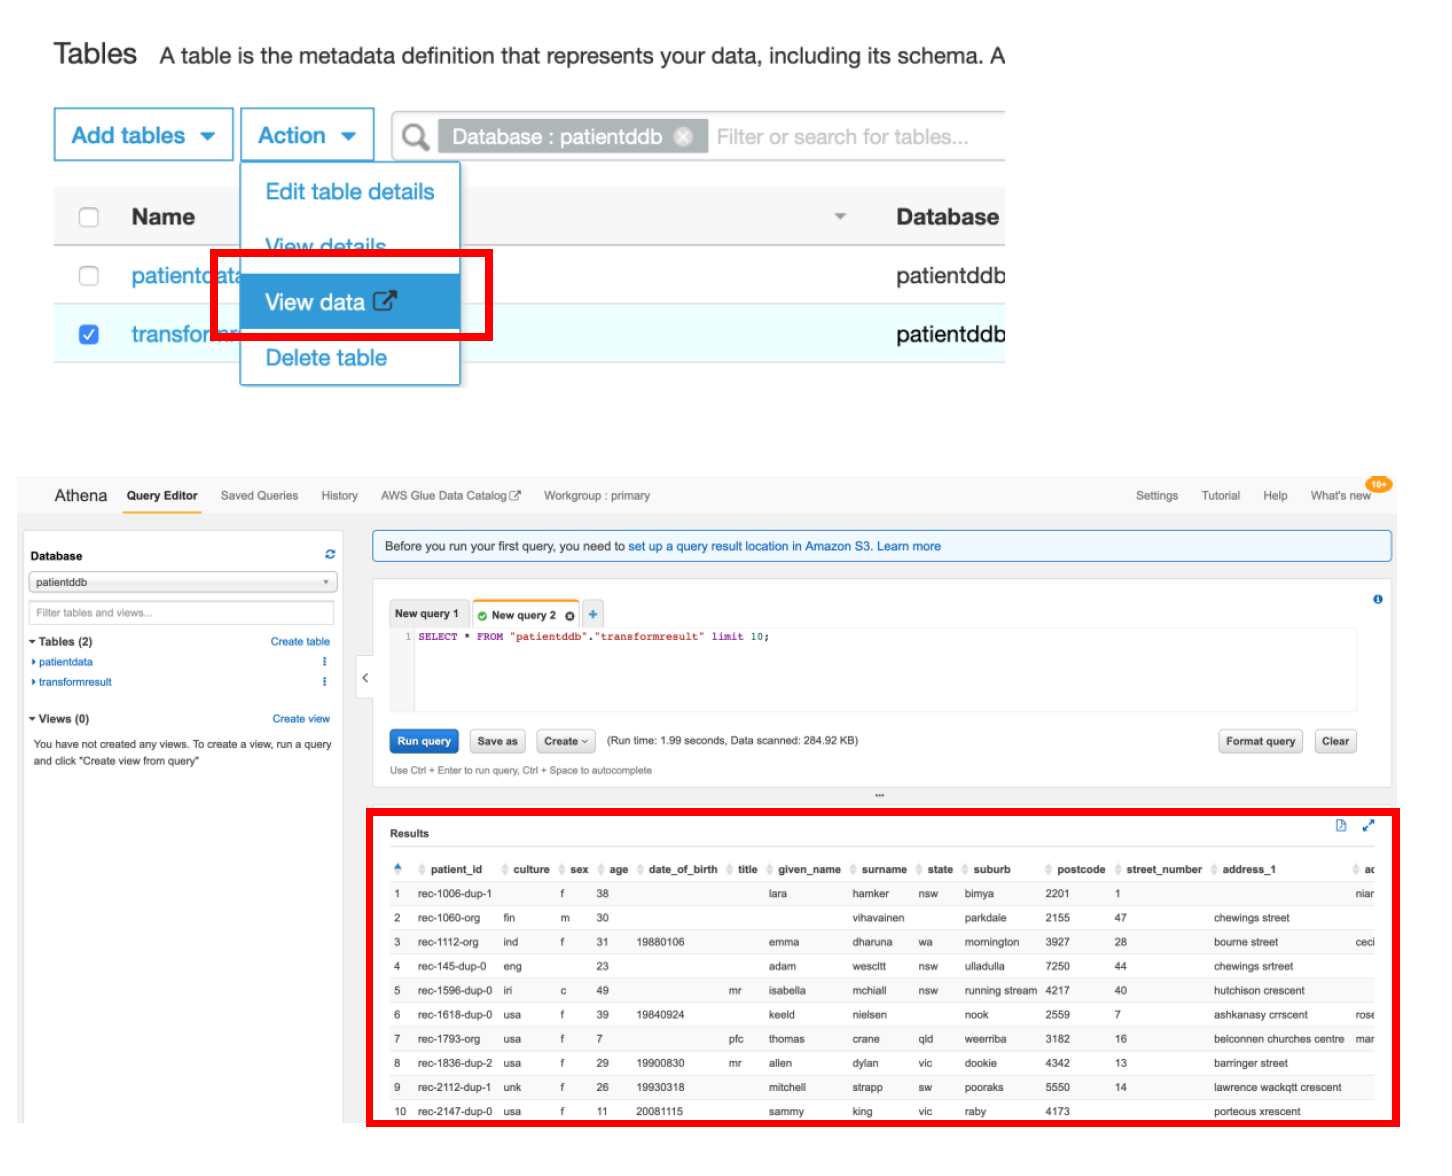 Tables A table is the metadata definition that represents your data, including its schema. A
Add tables Action Database : patientddb Filter or search for tables...
Edit table details
Name Database
View details
patientdata patientddb
View data
transformr patientddb
Delete table
Athena Query Editor Saved Queries History AWS Glue Data Catalog Workgroup : primary Settings Tutorial Help What's new 10+
Database
patientddb
Filter tables and views...
Tables (2) Create table
patientdata
transformresult
Views (0) Create view
You have not created any views. To create a view, run a query
and click "Create view from query"
Before you run your first query, you need to set up a query result location in Amazon S3. Learn more
New query 1 New query 2 +
1 SELECT * FROM "patientddb"."transformresult" limit 10;
Run query Save as Create (Run time: 1.99 seconds, Data scanned: 284.92 KB) Format query Clear
Use Ctrl + Enter to run query, Ctrl + Space to autocomplete
Results
patient_id culture sex age date_of_birth title given_name surname state suburb postcode street_number address_1 ac
1 rec-1006-dup-1 f 38 lara hamker nsw bimya 2201 1 niar
2 rec-1060-org fin m 30 vihavainen parkdale 2155 47 chewings street
3 rec-1112-org ind f 31 19880106 emma dharuna wa mornington 3927 28 bourne street ceci
4 rec-145-dup-0 eng 23 adam wescltt nsw ulladulla 7250 44 chewings srtreet
5 rec-1596-dup-0 iri c 49 mr isabella mchiall nsw running stream 4217 40 hutchison crescent
6 rec-1618-dup-0 usa f 39 19840924 keeld nielsen nook 2559 7 ashkanasy crrscent rose
7 rec-1793-org usa f 7 pfc thomas crane qld weerriba 3182 16 belconnen churches centre mar
8 rec-1836-dup-2 usa f 29 19900830 mr allen dylan vic dookie 4342 13 barringer street
9 rec-2112-dup-1 unk f 26 19930318 mitchell strapp sw pooraks 5550 14 lawrence wackqtt crescent
10 rec-2147-dup-0 usa f 11 20081115 sammy king vic raby 4173 porteous xrescent